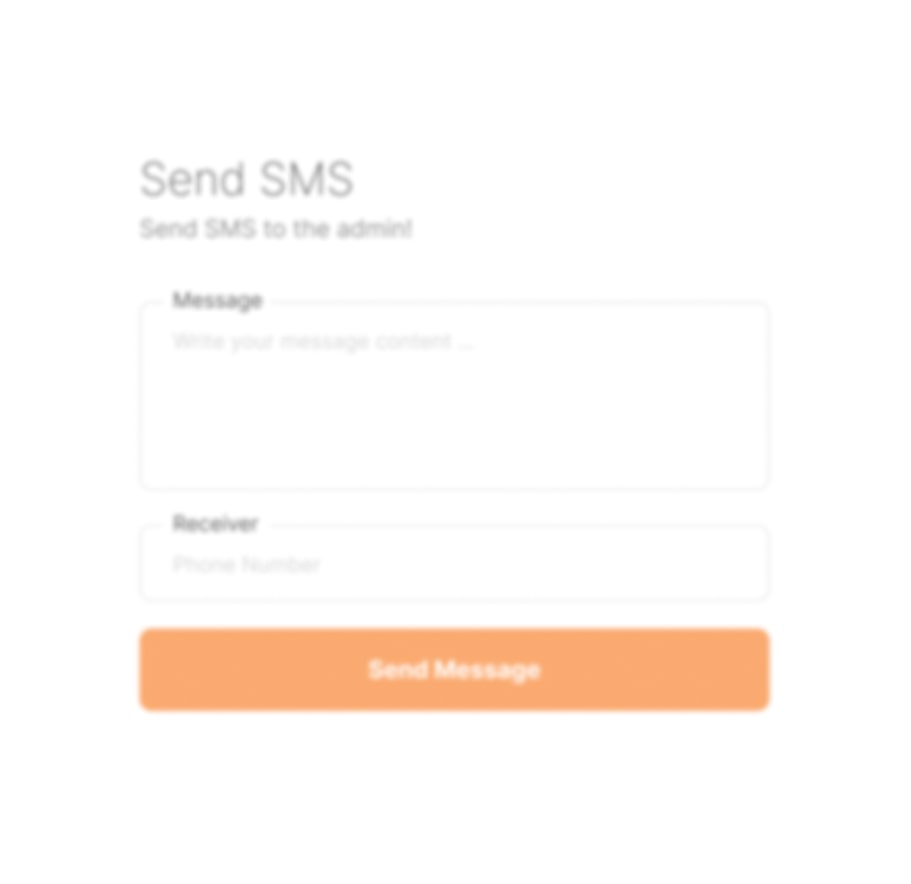 Send SMS
Send SMS to the admin!
Message
Write your message content ...
Receiver
Phone Number
Send Message